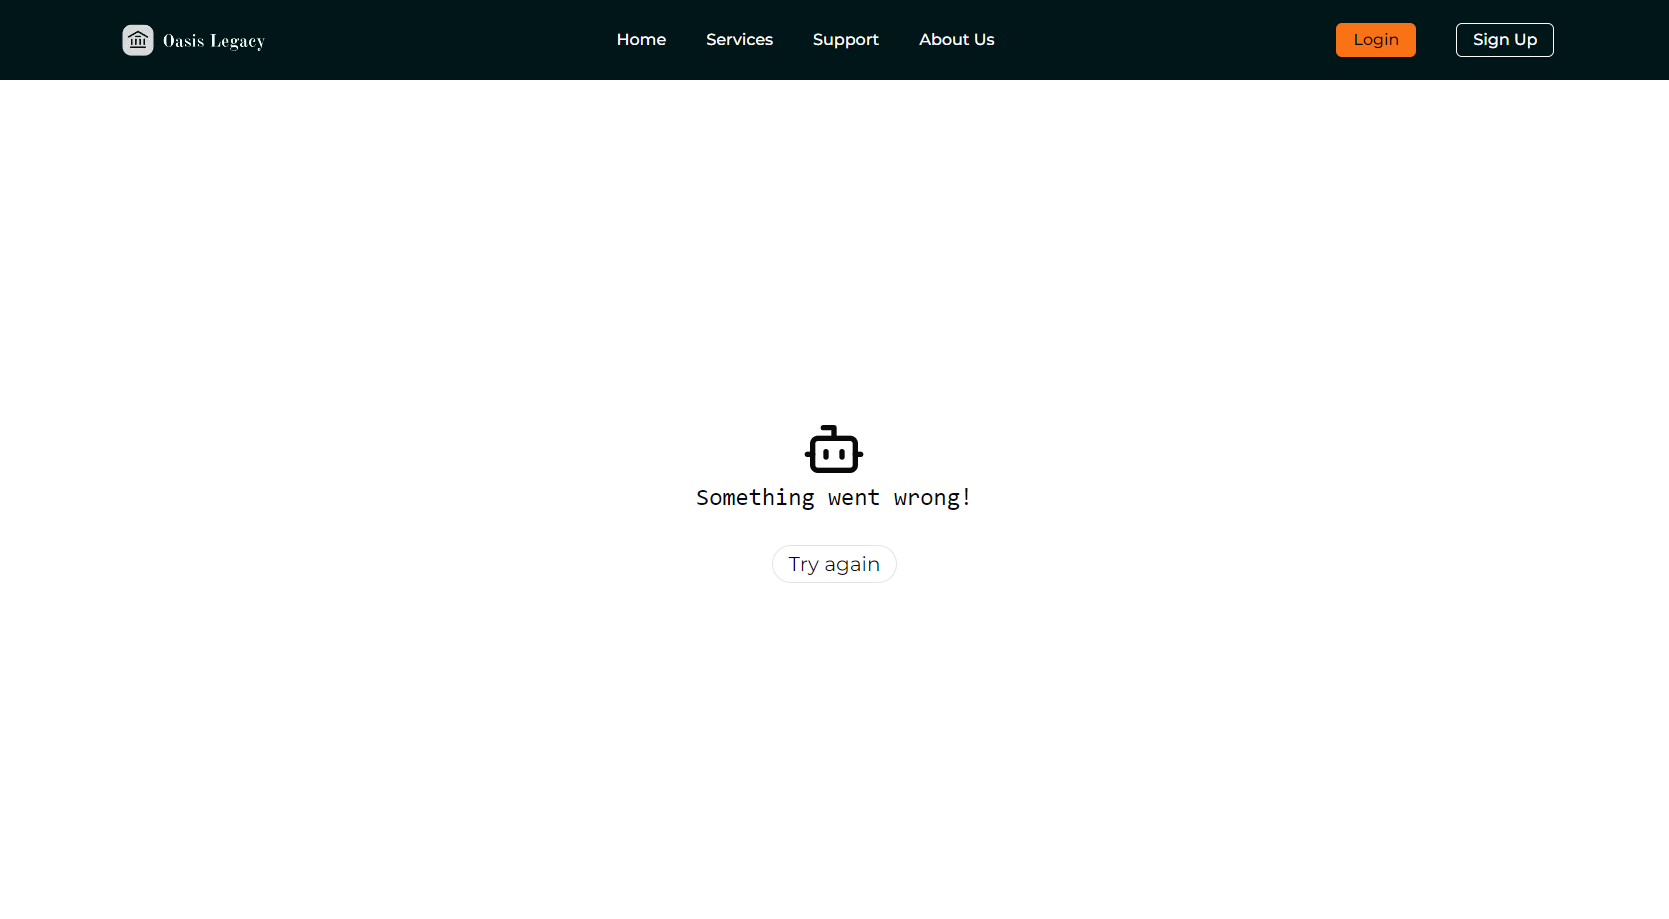 Oasis Legacy
Home Services Support About Us
Login Sign Up
Something went wrong!
Try again